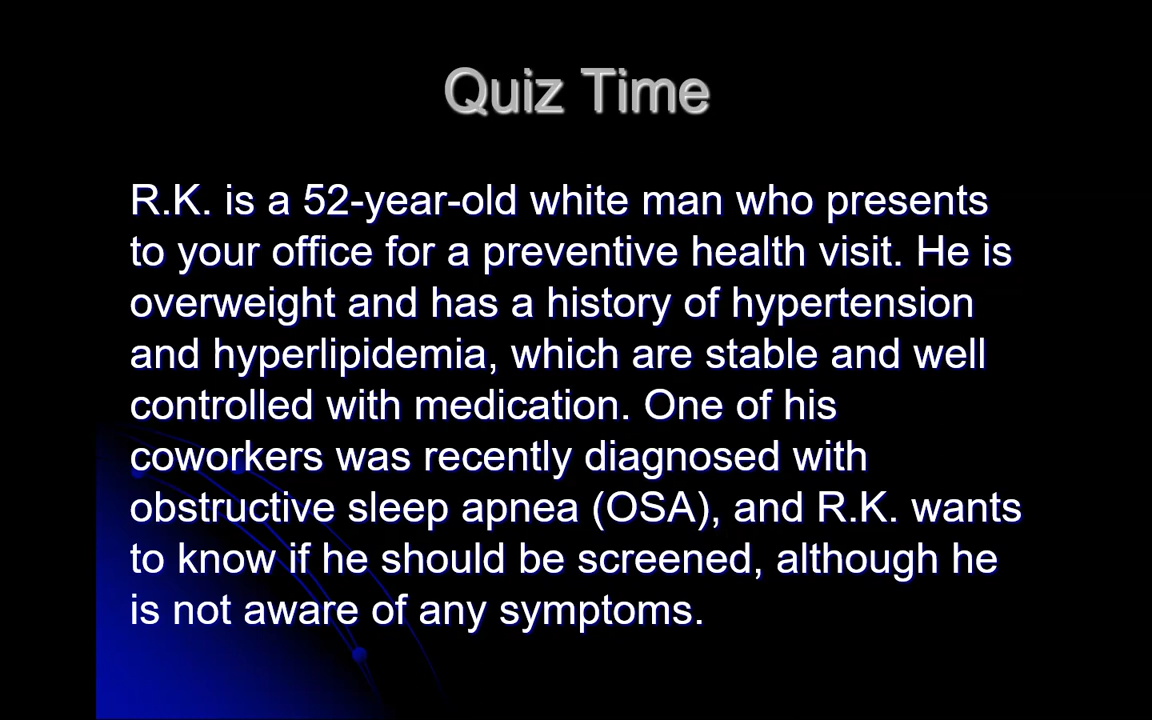 Quiz Time
R.K. is a 52-year-old white man who presents
to your office for a preventive health visit. He is
overweight and has a history of hypertension
and hyperlipidemia, which are stable and well
controlled with medication. One of his
coworkers was recently diagnosed with
obstructive sleep apnea (OSA), and R.K. wants
to know if he should be screened, although he
is not aware of any symptoms.